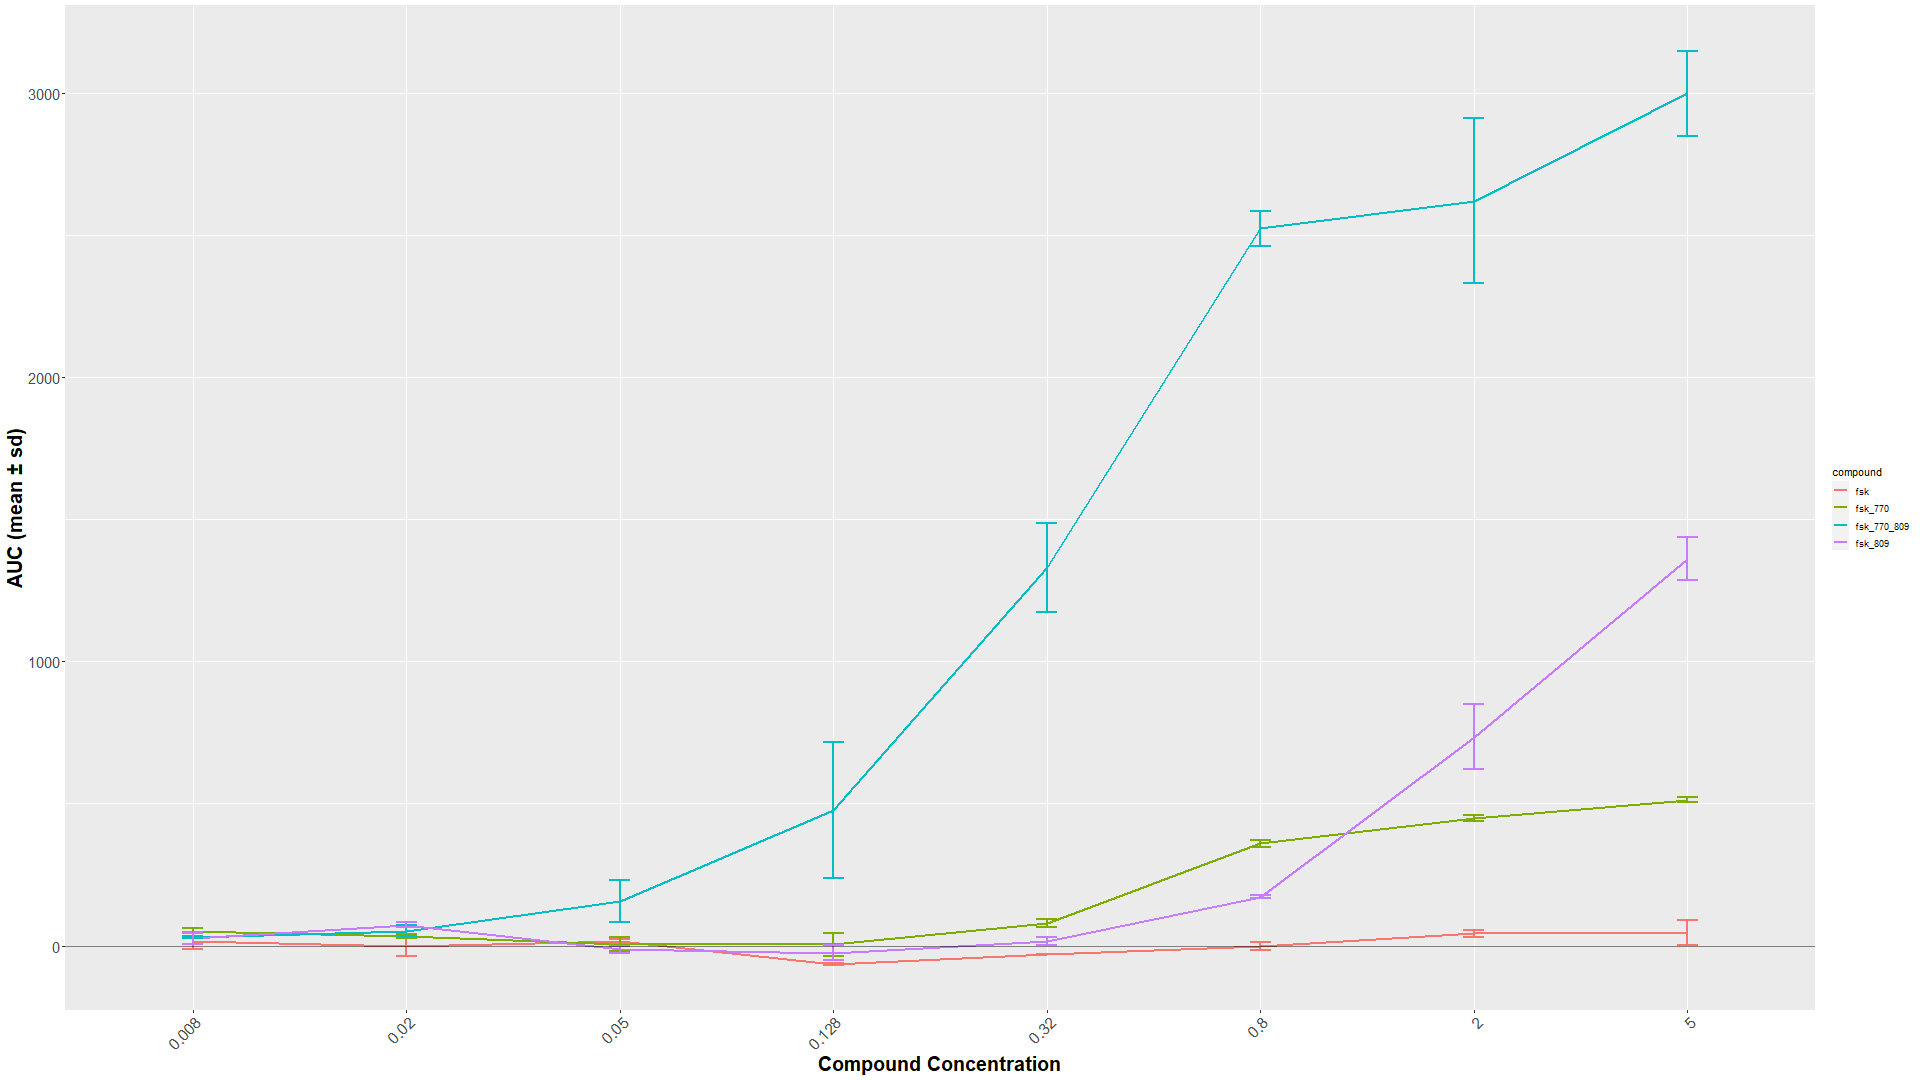 AUC (mean ± sd)
3000
2000
1000
0
0.008
0.02
0.05
0.128
0.32
0.8
2
5
Compound Concentration
compound
fsk
fsk_770
fsk_770_809
fsk_809